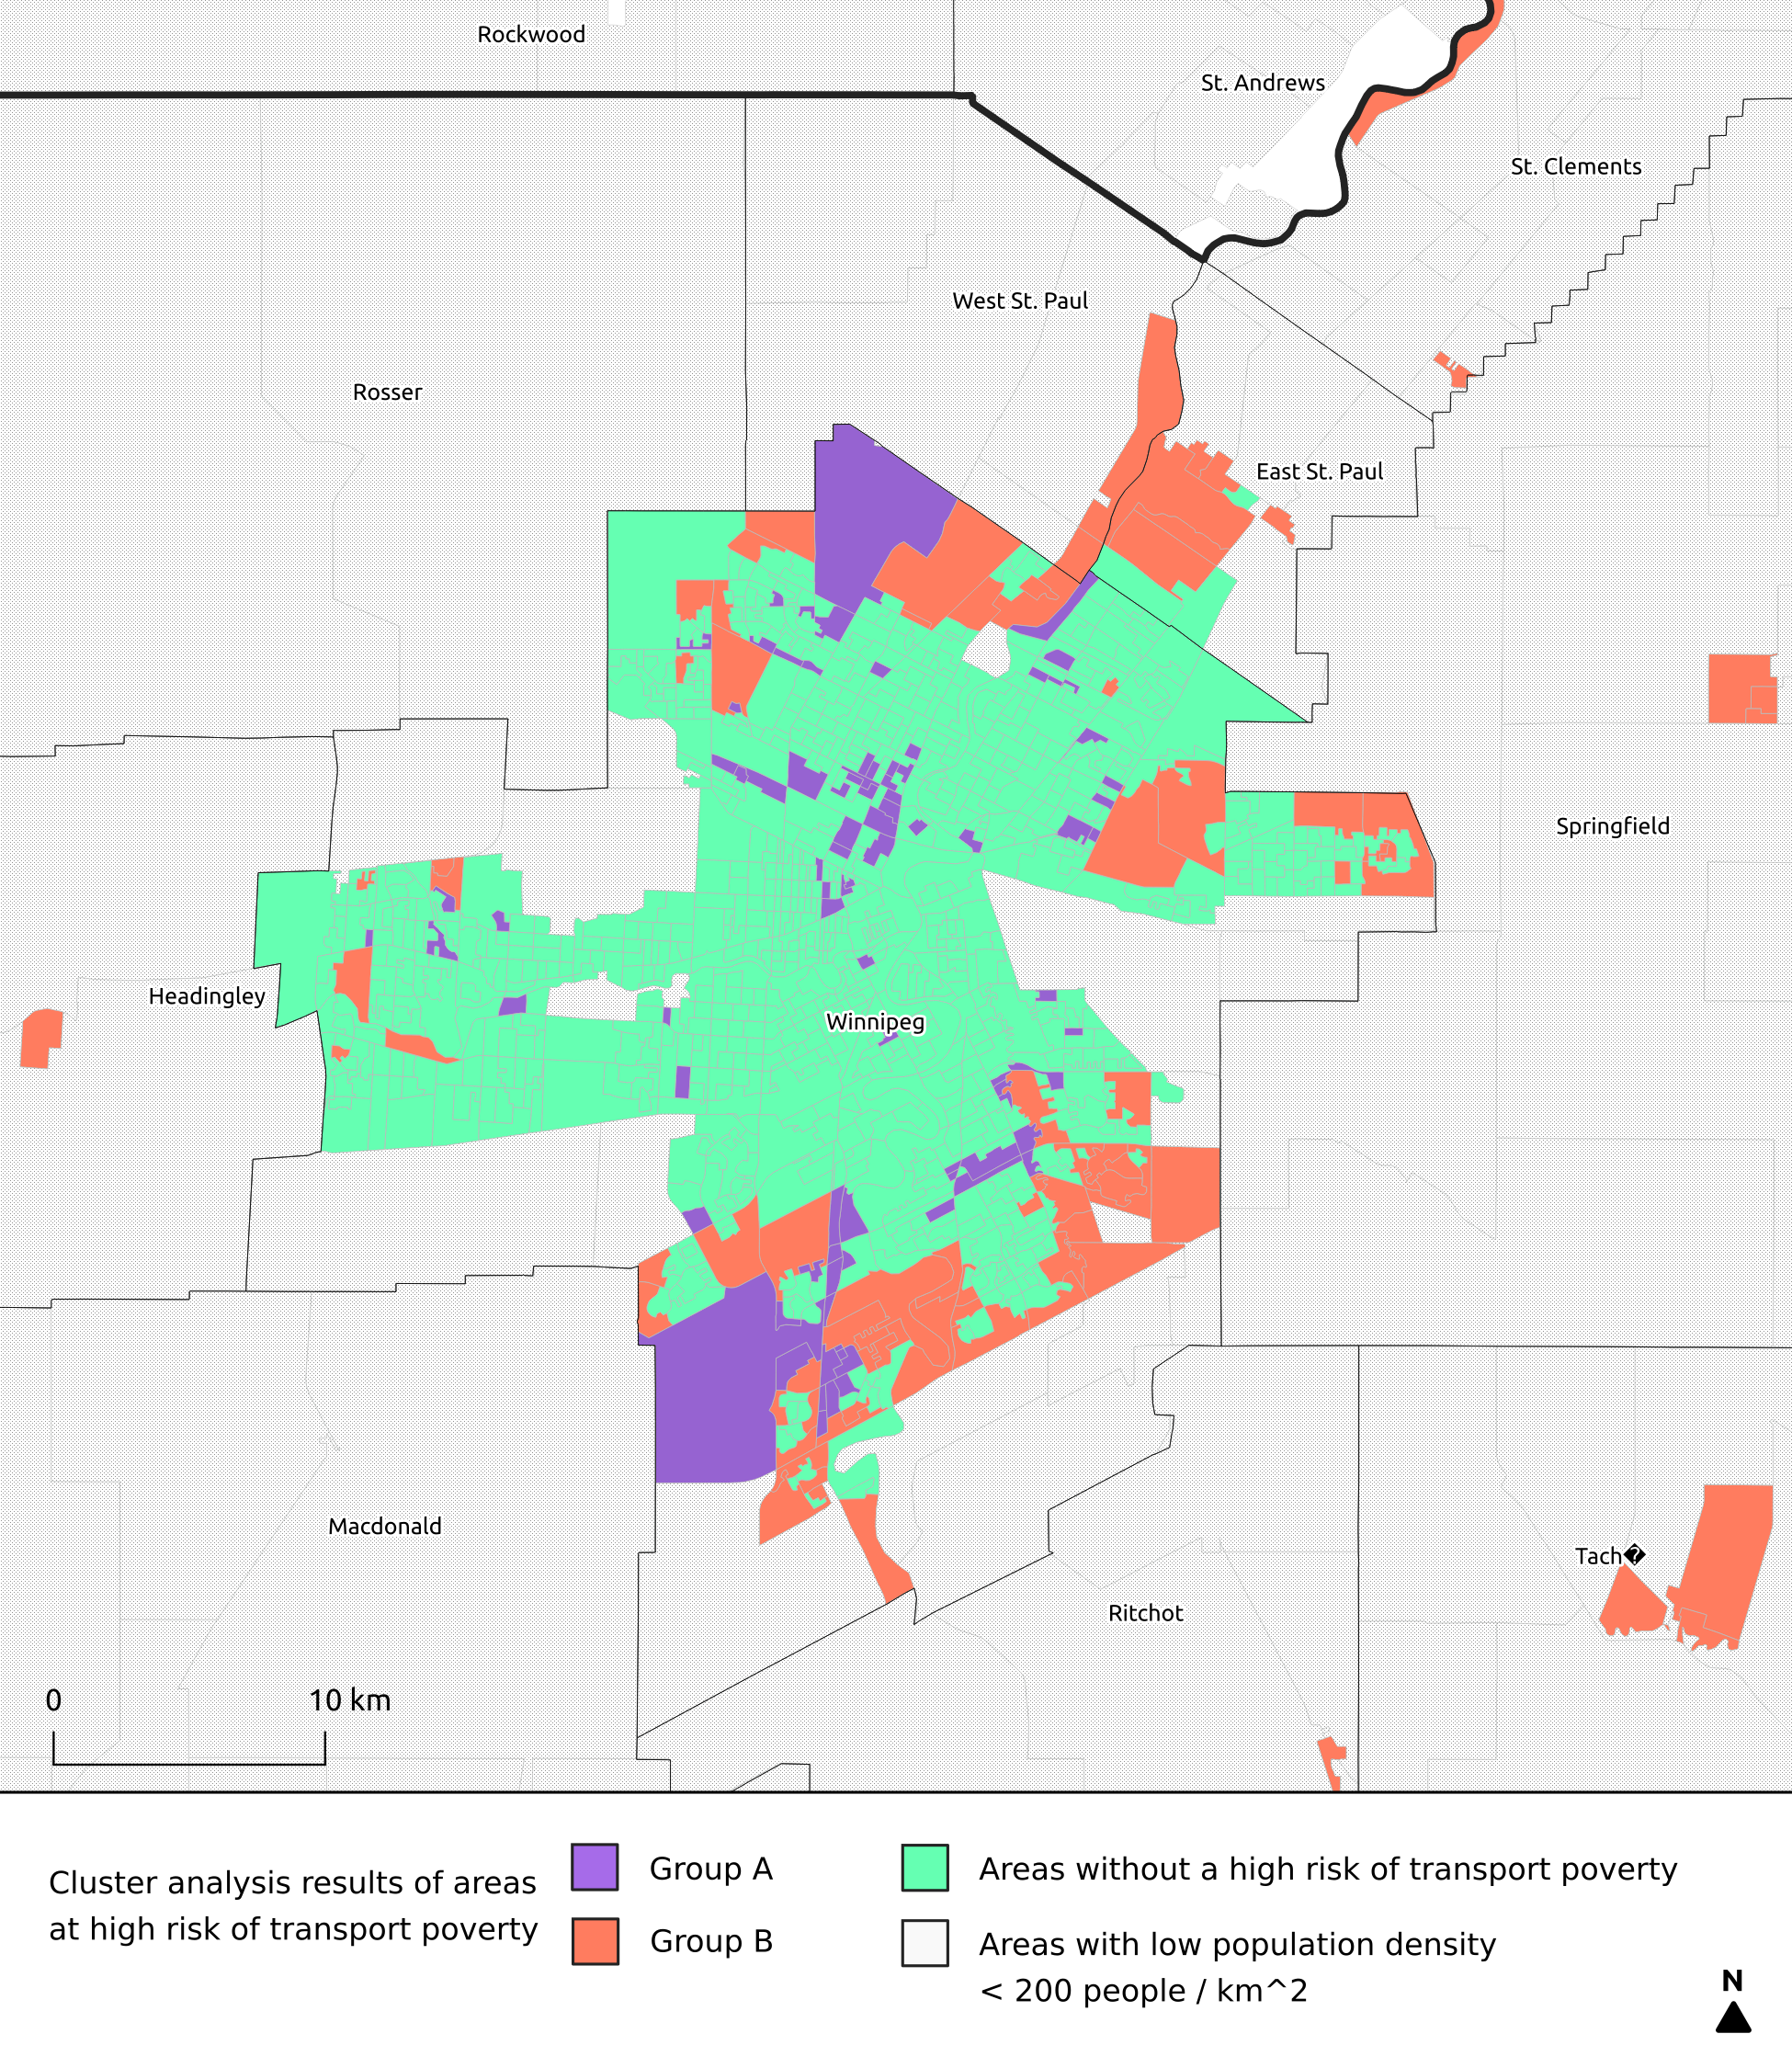 Rockwood
St. Andrews
St. Clements
West St. Paul
Rosser
East St. Paul
Springfield
Headingley
Winnipeg
Macdonald
Tach�
Ritchot
0 10 km
Cluster analysis results of areas
at high risk of transport poverty
Group A
Group B
Areas without a high risk of transport poverty
Areas with low population density
< 200 people / km^2
N